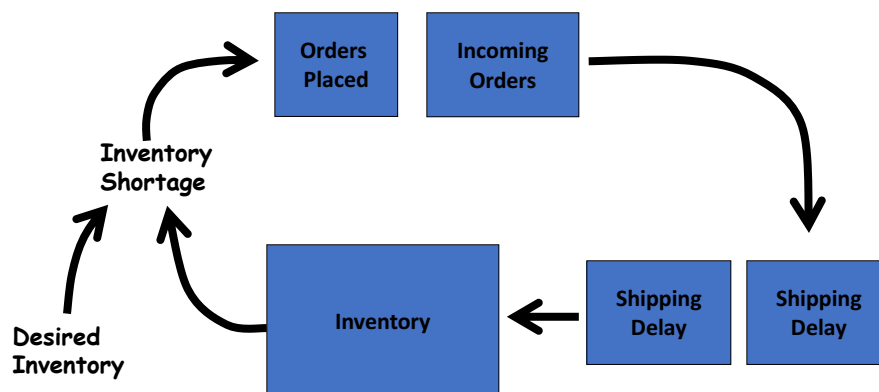 Orders
Placed
Incoming
Orders
Inventory
Shortage
Desired
Inventory
Inventory
Shipping
Delay
Shipping
Delay